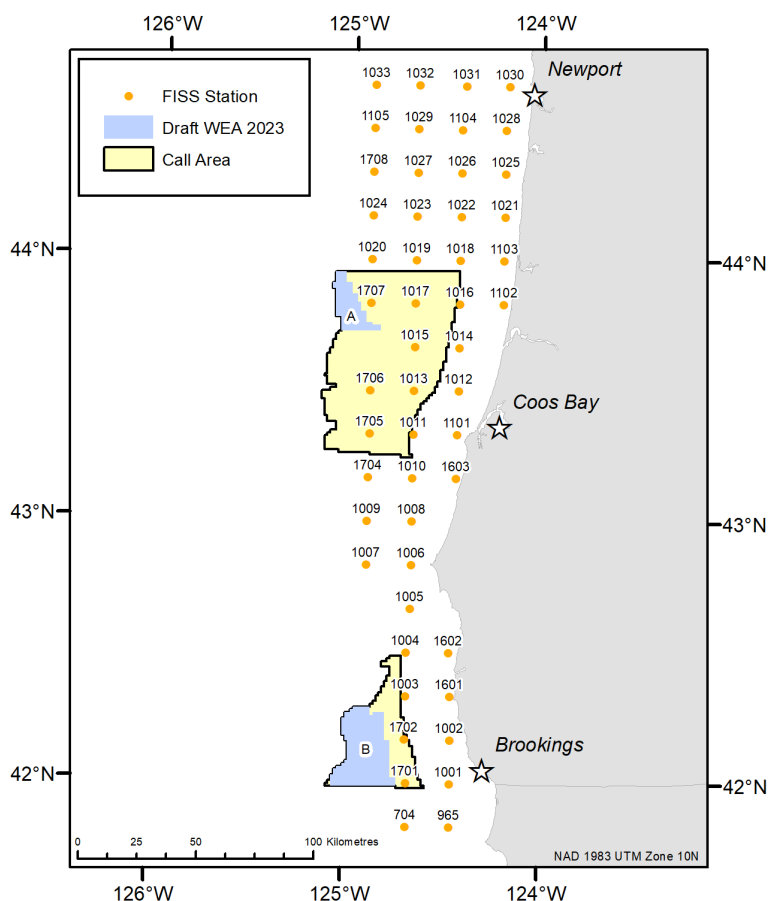 126°W 125°W 124°W
FISS Station
Draft WEA 2023
Call Area
1033 1032 1031 1030
Newport
1105 1029 1104 1028
1708 1027 1026 1025
1024 1023 1022 1021
44°N 44°N
1020 1019 1018 1103
1707 1017 1016 1102
A
1015 1014
1706 1013 1012
Coos Bay
1705 1011 1101
1704 1010 1603
43°N 43°N
1009 1008
1007 1006
1005
1004 1602
1003 1601
1702 1002
B
Brookings
42°N 42°N
1701 1001
704 965
0 25 50 100 Kilometres
NAD 1983 UTM Zone 10N
126°W 125°W 124°W